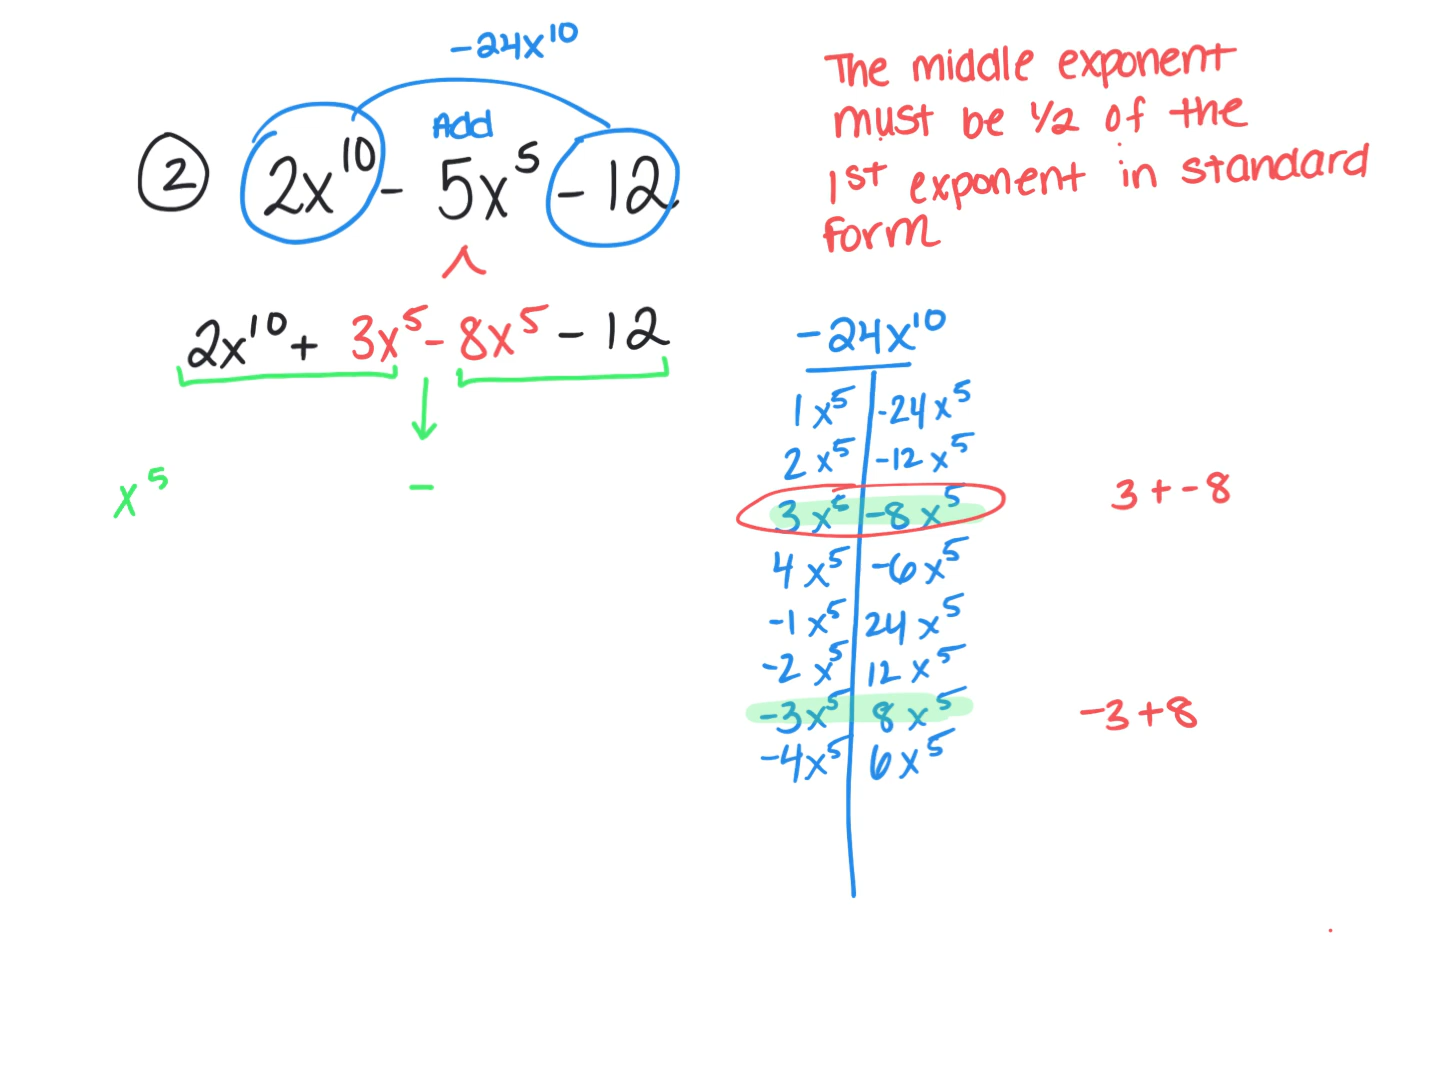 -24x¹⁰
Add
② 2x¹⁰ - 5x⁵ - 12
2x¹⁰ + 3x⁵ - 8x⁵ - 12
x⁵ -
The middle exponent
must be 1/2 of the
1st exponent in standard
form
-24x¹⁰
1x⁵ -24x⁵
2x⁵ -12x⁵
3x⁵ -8x⁵ 3 + -8
4x⁵ -6x⁵
-1x⁵ 24x⁵
-2x⁵ 12x⁵
-3x⁵ 8x⁵ -3+8
-4x⁵ 6x⁵